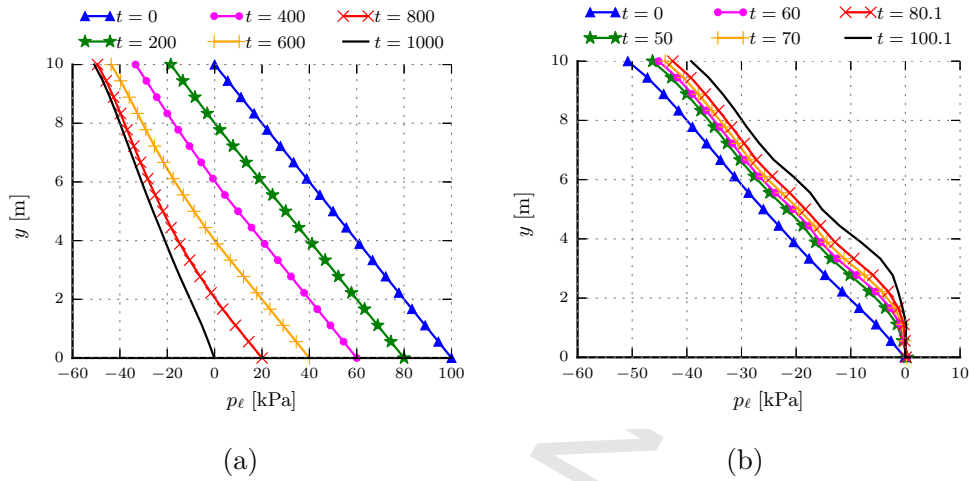 t = 0 t = 400 t = 800
t = 200 t = 600 t = 1000
10
8
6
4
2
0
−60 −40 −20 0 20 40 60 80 100
y [m]
pℓ [kPa]
(a)
t = 0 t = 60 t = 80.1
t = 50 t = 70 t = 100.1
10
8
6
4
2
0
−60 −50 −40 −30 −20 −10 0 10
y [m]
pℓ [kPa]
(b)